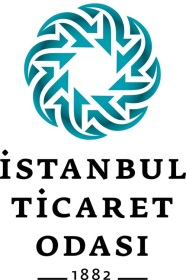 İSTANBUL
TİCARET
ODASI
1882